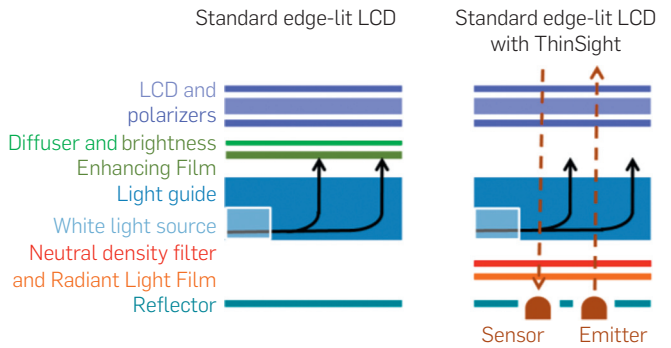 Standard edge-lit LCD
Standard edge-lit LCD
with ThinSight
LCD and
polarizers
Diffuser and brightness
Enhancing Film
Light guide
White light source
Neutral density filter
and Radiant Light Film
Reflector
Sensor
Emitter